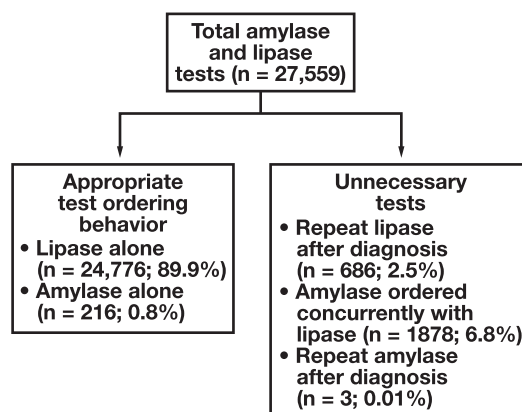 Total amylase
and lipase
tests (n = 27,559)
Appropriate
test ordering
behavior
• Lipase alone
(n = 24,776; 89.9%)
• Amylase alone
(n = 216; 0.8%)
Unnecessary
tests
• Repeat lipase
after diagnosis
(n = 686; 2.5%)
• Amylase ordered
concurrently with
lipase (n = 1878; 6.8%)
• Repeat amylase
after diagnosis
(n = 3; 0.01%)